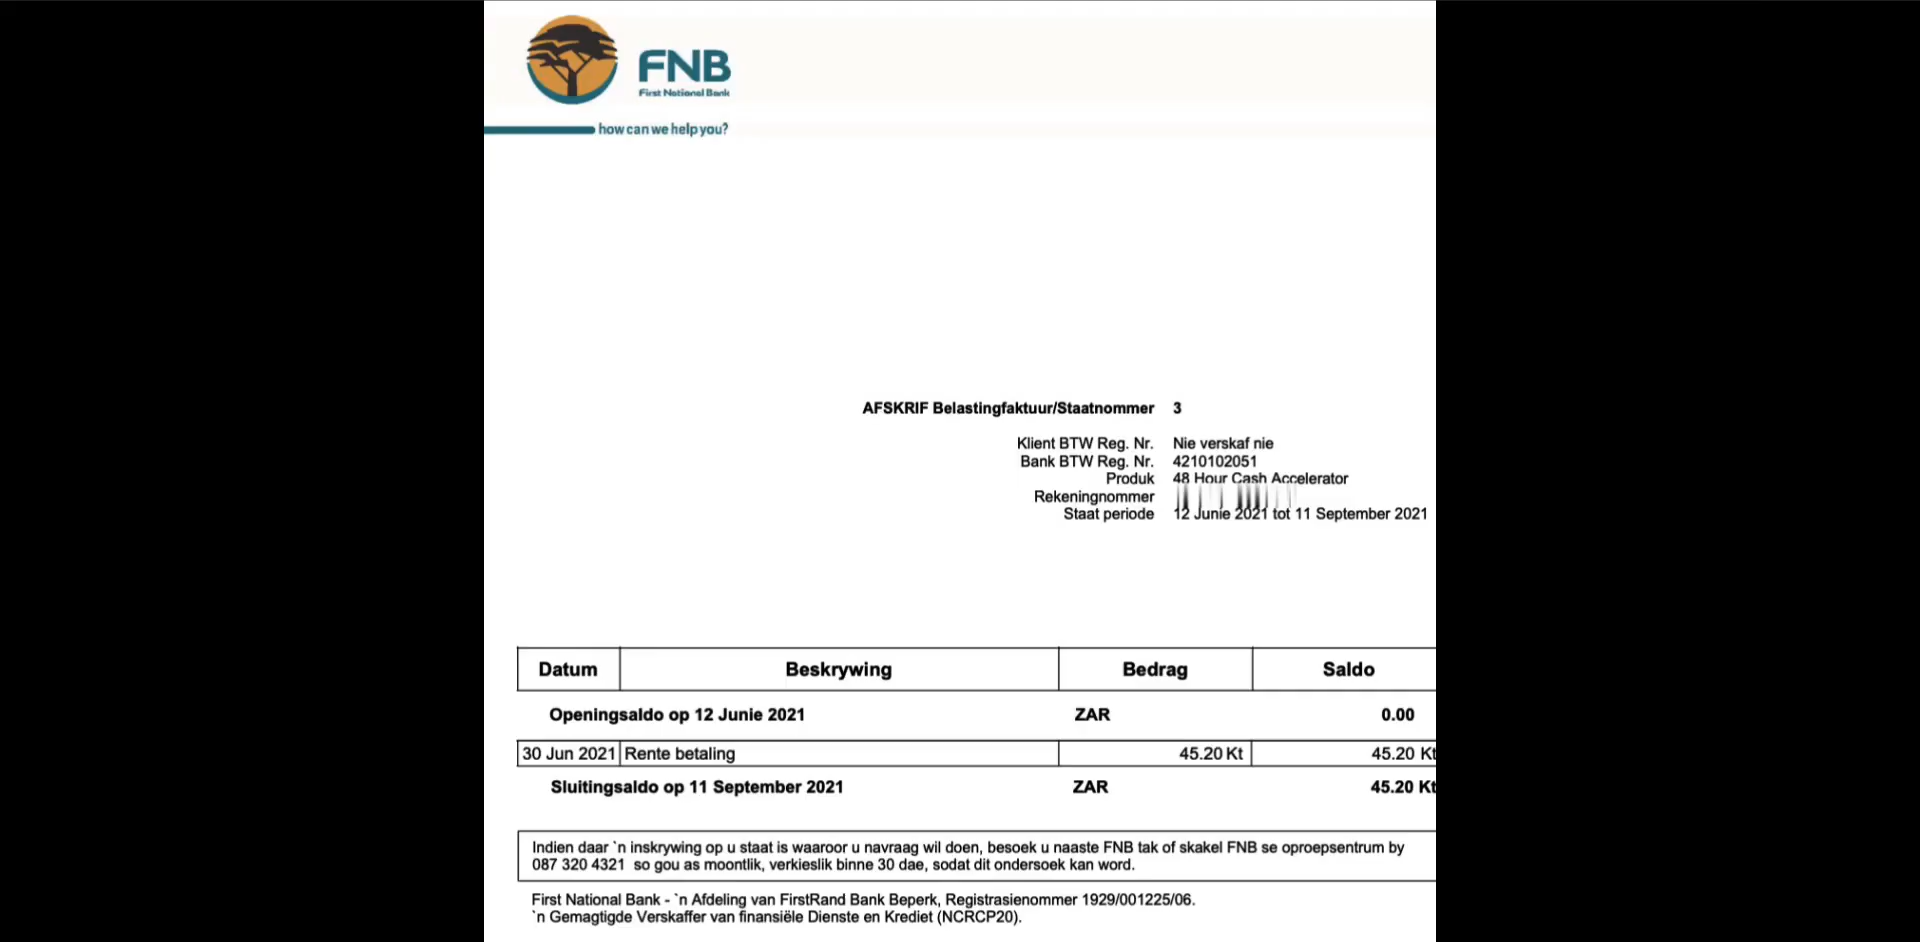 FNB
First National Bank
how can we help you?
AFSKRIF Belastingfaktuur/Staatnommer 3
Klient BTW Reg. Nr. Nie verskaf nie
Bank BTW Reg. Nr. 4210102051
Produk 48 Hour Cash Accelerator
Rekeningnommer
Staat periode 12 Junie 2021 tot 11 September 2021
Datum Beskrywing Bedrag Saldo
Openingsaldo op 12 Junie 2021 ZAR 0.00
30 Jun 2021 Rente betaling 45.20 Kt 45.20 Kt
Sluitingsaldo op 11 September 2021 ZAR 45.20 Kt
Indien daar `n inskrywing op u staat is waaroor u navraag wil doen, besoek u naaste FNB tak of skakel FNB se oproepsentrum by
087 320 4321 so gou as moontlik, verkieslik binne 30 dae, sodat dit ondersoek kan word.
First National Bank - `n Afdeling van FirstRand Bank Beperk, Registrasienommer 1929/001225/06.
`n Gemagtigde Verskaffer van finansiële Dienste en Krediet (NCRCP20).